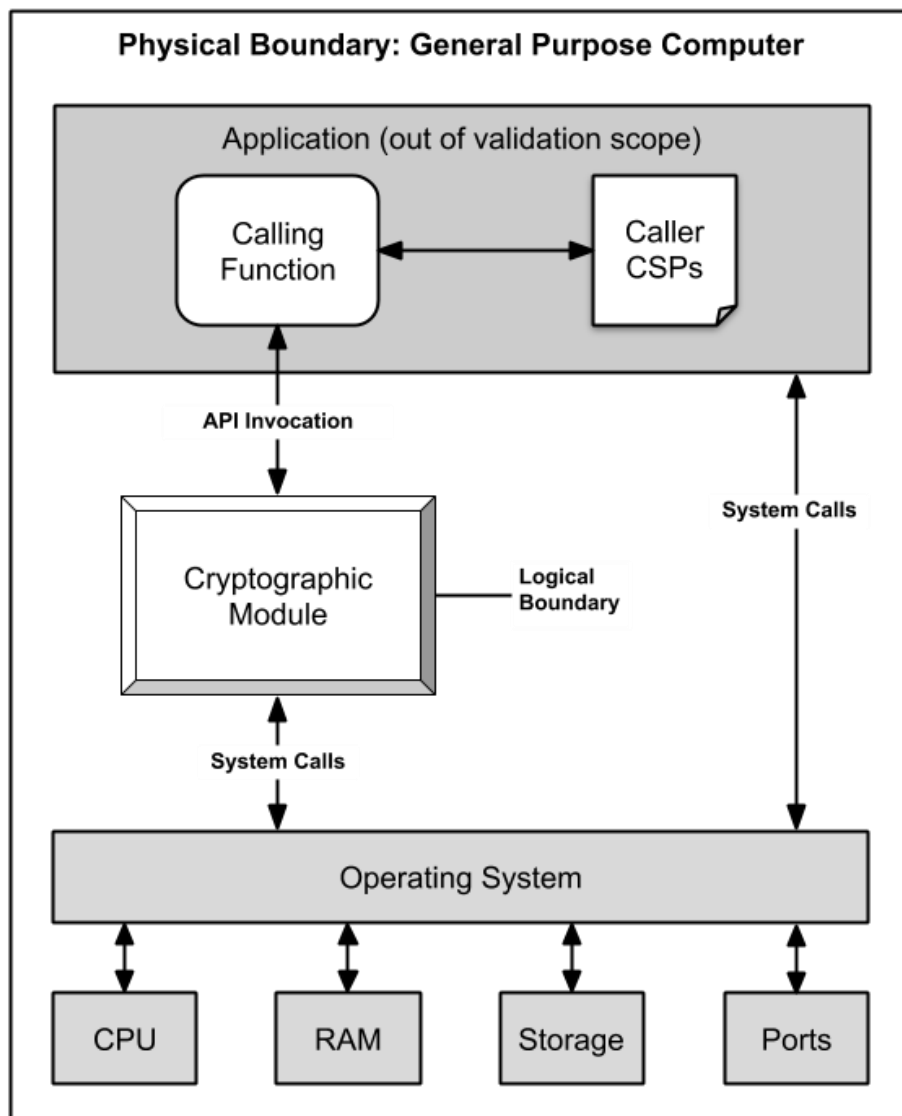 Physical Boundary: General Purpose Computer
Application (out of validation scope)
Calling
Function
Caller
CSPs
API Invocation
System Calls
Cryptographic
Module
Logical
Boundary
System Calls
Operating System
CPU
RAM
Storage
Ports